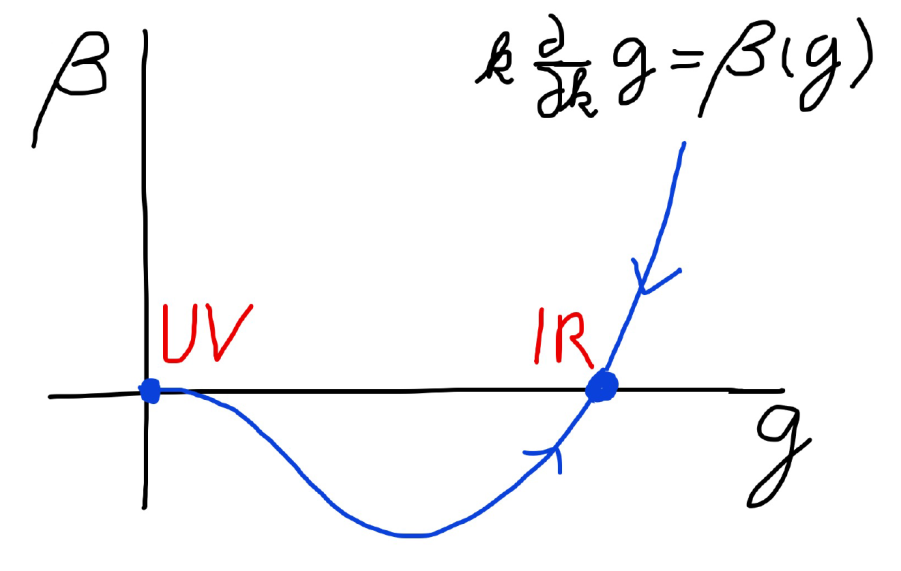 β
k ∂/∂k g = β(g)
UV
IR
g